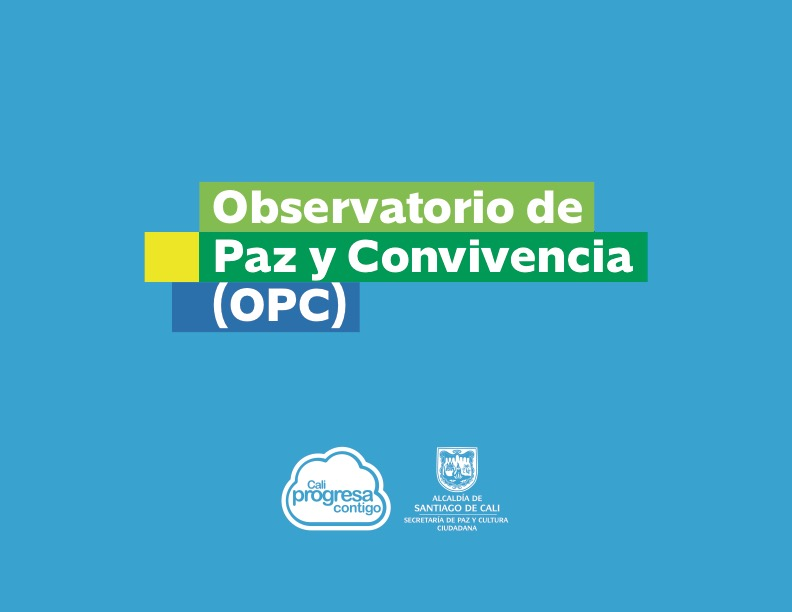 Observatorio de
Paz y Convivencia
(OPC)
Cali
progresa
contigo
ALCALDÍA DE
SANTIAGO DE CALI
SECRETARÍA DE PAZ Y CULTURA
CIUDADANA